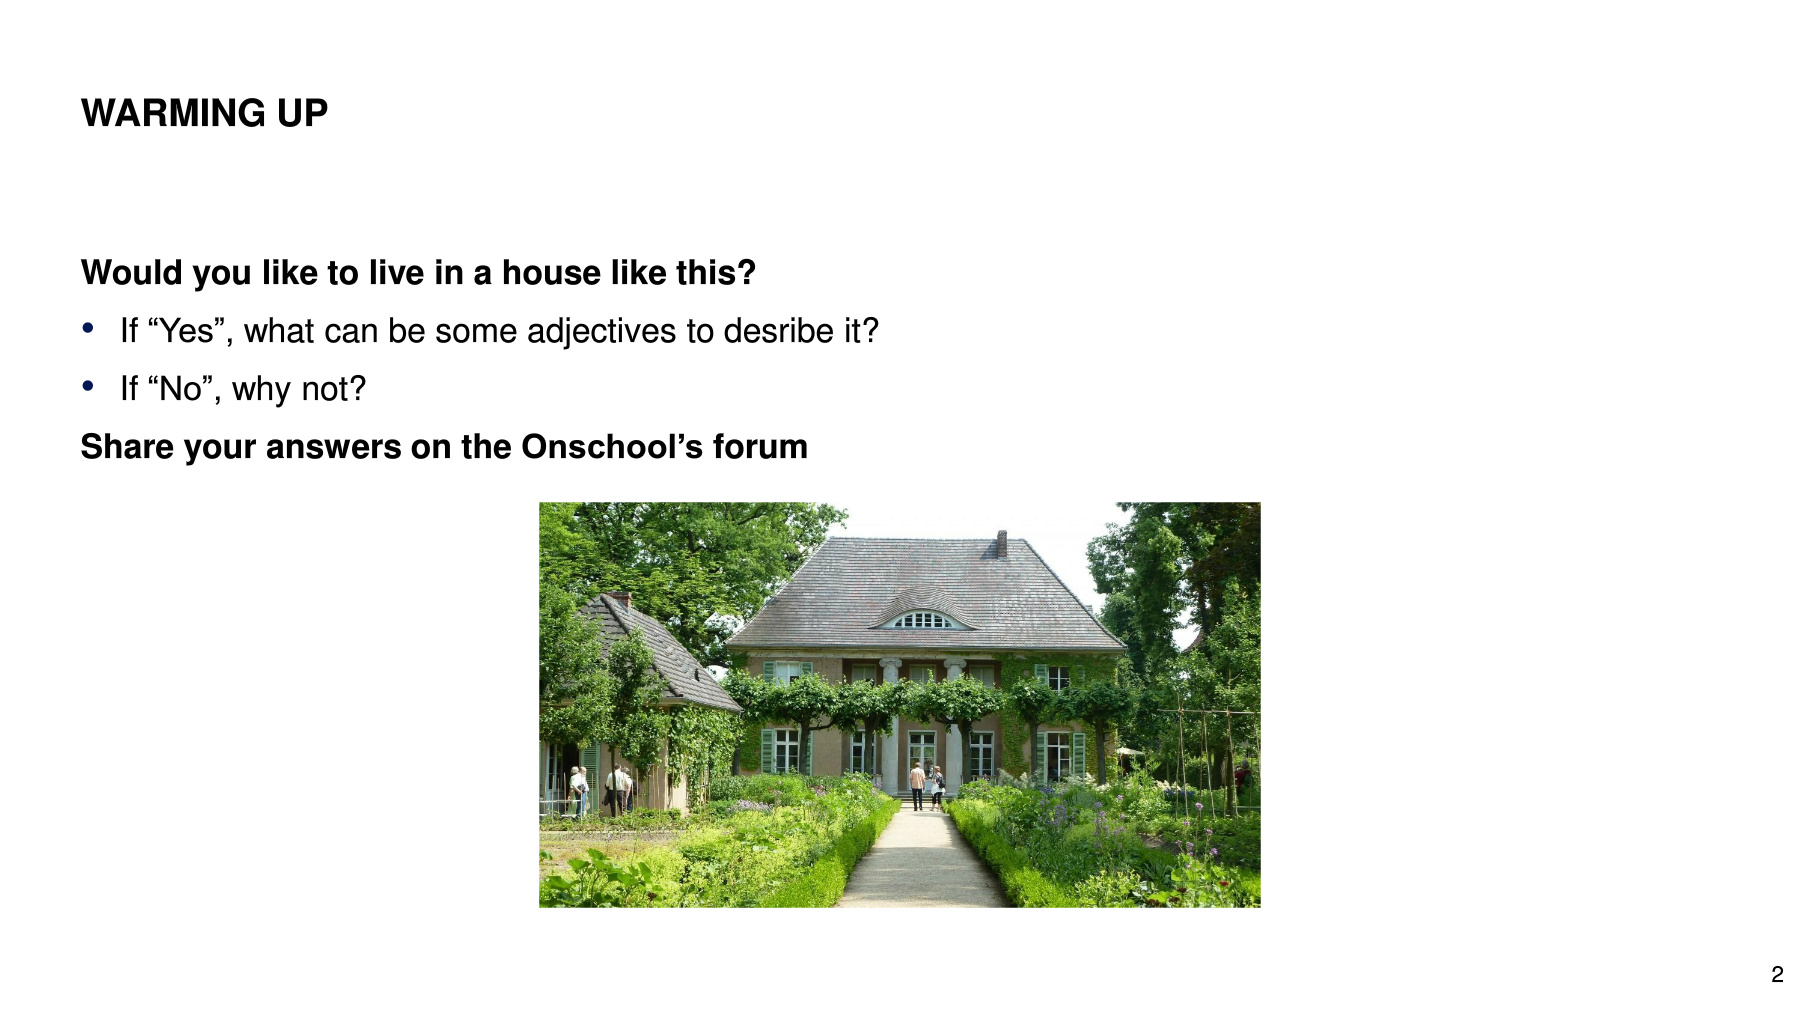 WARMING UP
Would you like to live in a house like this?
• If “Yes”, what can be some adjectives to desribe it?
• If “No”, why not?
Share your answers on the Onschool’s forum
2